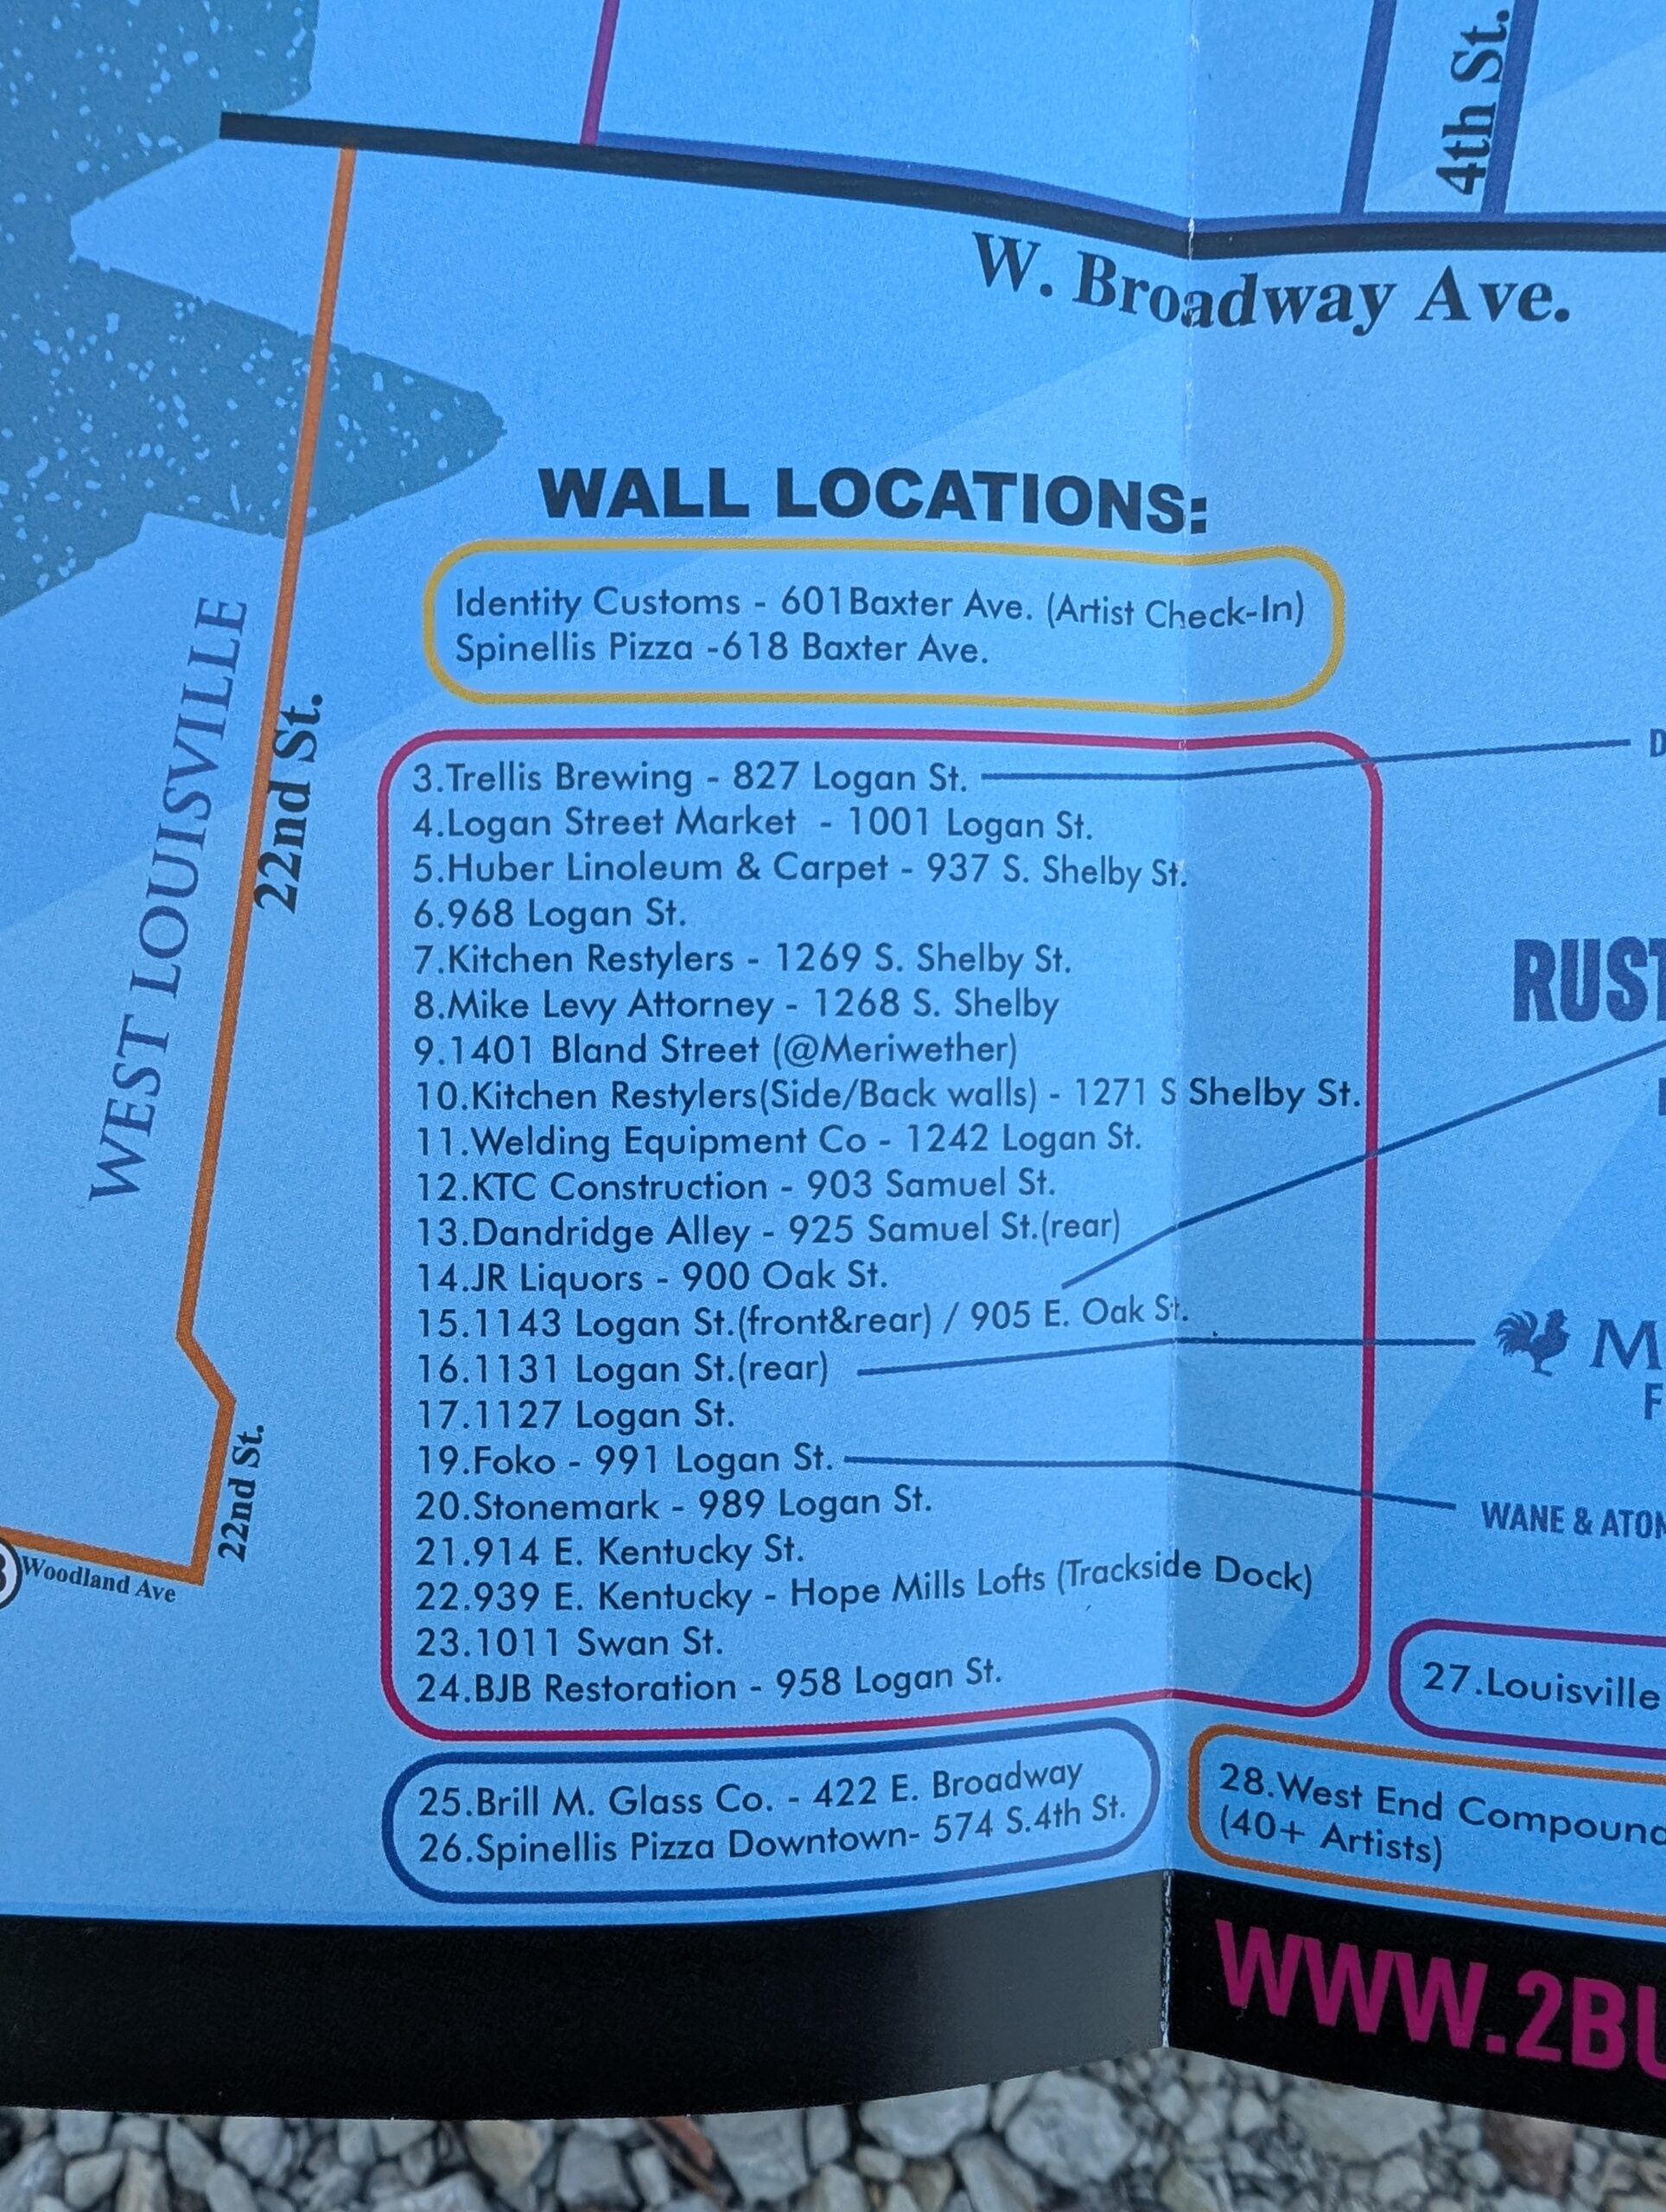 4th St.
W. Broadway Ave.
WEST LOUISVILLE
22nd St.
22nd St.
Woodland Ave
WALL LOCATIONS:
Identity Customs - 601Baxter Ave. (Artist Check-In)
Spinellis Pizza -618 Baxter Ave.
3.Trellis Brewing - 827 Logan St.
4.Logan Street Market - 1001 Logan St.
5.Huber Linoleum & Carpet - 937 S. Shelby St.
6.968 Logan St.
7.Kitchen Restylers - 1269 S. Shelby St.
8.Mike Levy Attorney - 1268 S. Shelby
9.1401 Bland Street (@Meriwether)
10.Kitchen Restylers(Side/Back walls) - 1271 S Shelby St.
11.Welding Equipment Co - 1242 Logan St.
12.KTC Construction - 903 Samuel St.
13.Dandridge Alley - 925 Samuel St.(rear)
14.JR Liquors - 900 Oak St.
15.1143 Logan St.(front&rear) / 905 E. Oak St.
16.1131 Logan St.(rear)
17.1127 Logan St.
19.Foko - 991 Logan St.
20.Stonemark - 989 Logan St.
21.914 E. Kentucky St.
22.939 E. Kentucky - Hope Mills Lofts (Trackside Dock)
23.1011 Swan St.
24.BJB Restoration - 958 Logan St.
25.Brill M. Glass Co. - 422 E. Broadway
26.Spinellis Pizza Downtown- 574 S.4th St.
RUST
WANE & ATOM
27.Louisville
28.West End Compound
(40+ Artists)
WWW.2BU